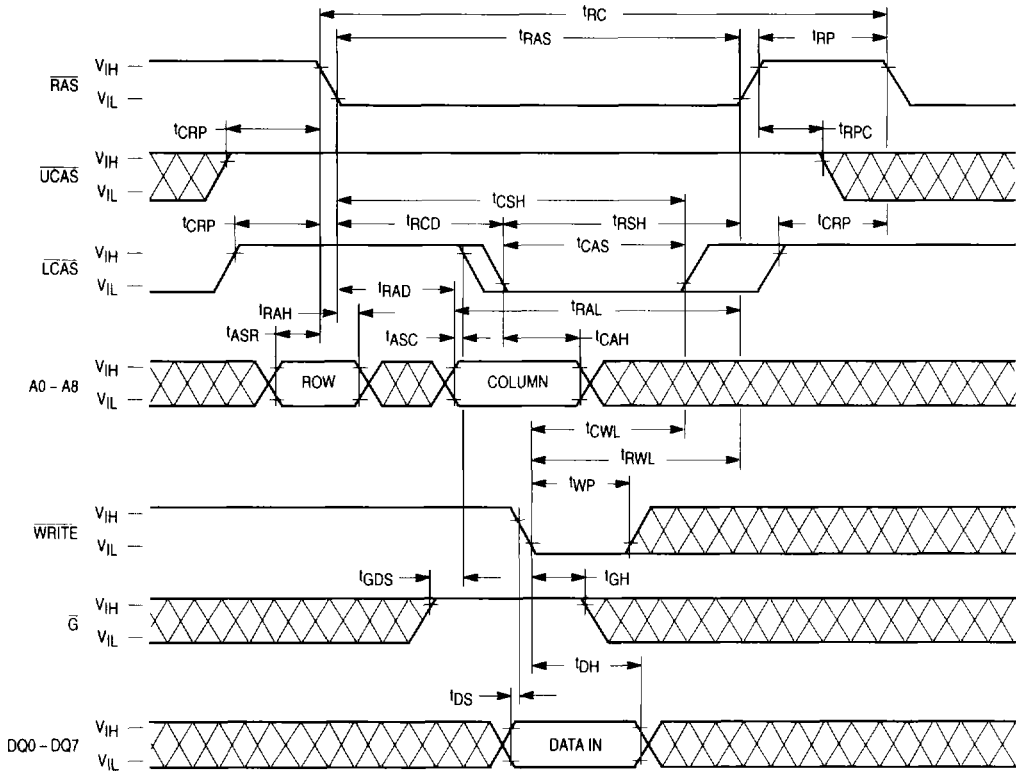 tRC
tRAS
tRP
RAS
VIH
VIL
tCRP
tRPC
UCAS
VIH
VIL
tCSH
tCRP
tRCD
tRSH
tCRP
tCAS
LCAS
VIH
VIL
tRAD
tRAH
tRAL
tASR
tASC
tCAH
A0 – A8
VIH
VIL
ROW
COLUMN
tCWL
tRWL
tWP
WRITE
VIH
VIL
tGDS
tGH
G
VIH
VIL
tDH
tDS
DQ0 – DQ7
VIH
VIL
DATA IN